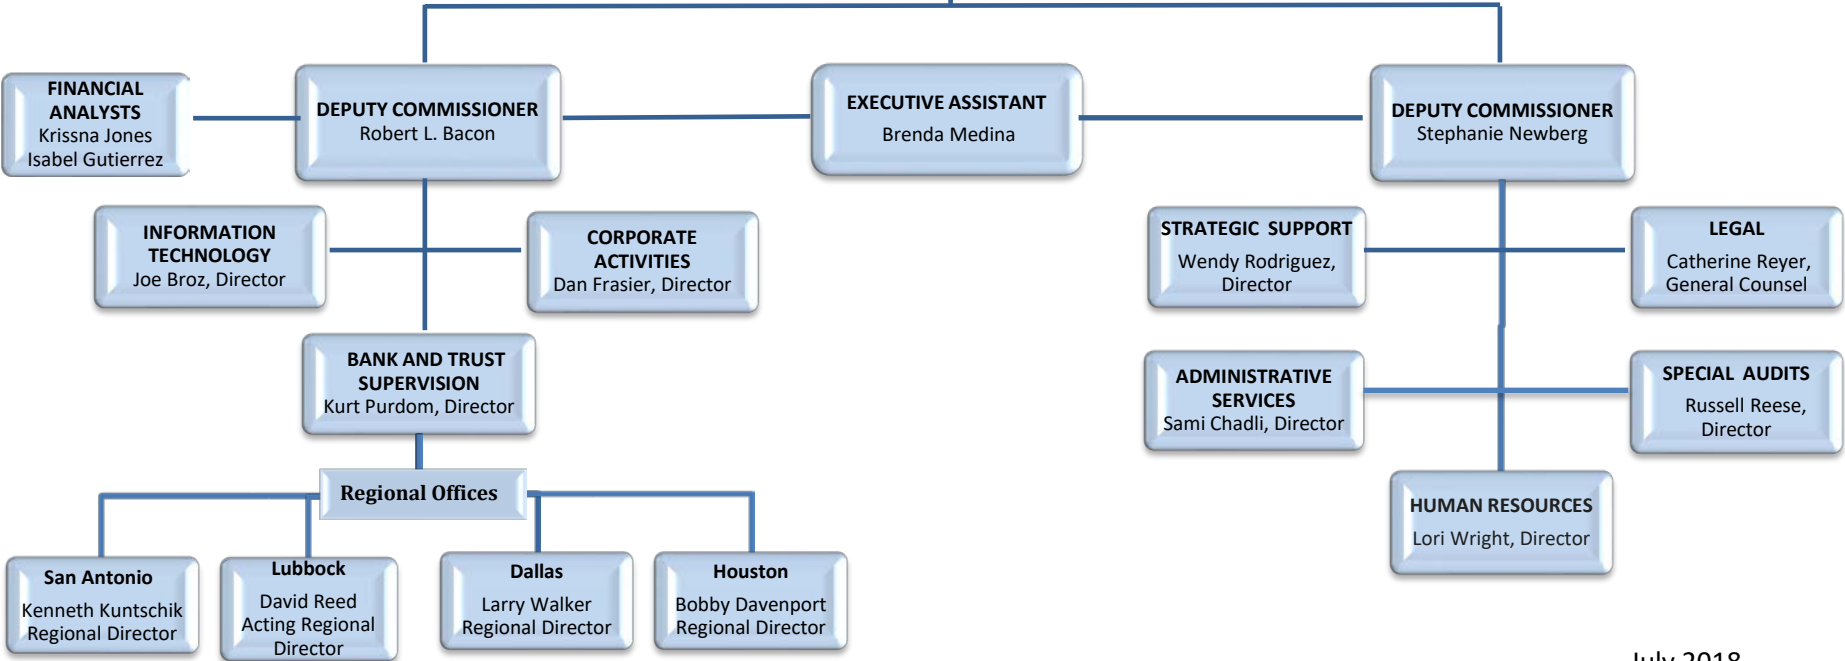 FINANCIAL
ANALYSTS
Krissna Jones
Isabel Gutierrez
DEPUTY COMMISSIONER
Robert L. Bacon
EXECUTIVE ASSISTANT
Brenda Medina
DEPUTY COMMISSIONER
Stephanie Newberg
INFORMATION
TECHNOLOGY
Joe Broz, Director
CORPORATE
ACTIVITIES
Dan Frasier, Director
STRATEGIC SUPPORT
Wendy Rodriguez,
Director
LEGAL
Catherine Reyer,
General Counsel
BANK AND TRUST
SUPERVISION
Kurt Purdom, Director
ADMINISTRATIVE
SERVICES
Sami Chadli, Director
SPECIAL AUDITS
Russell Reese,
Director
Regional Offices
HUMAN RESOURCES
Lori Wright, Director
San Antonio
Kenneth Kuntschik
Regional Director
Lubbock
David Reed
Acting Regional
Director
Dallas
Larry Walker
Regional Director
Houston
Bobby Davenport
Regional Director
July 2018